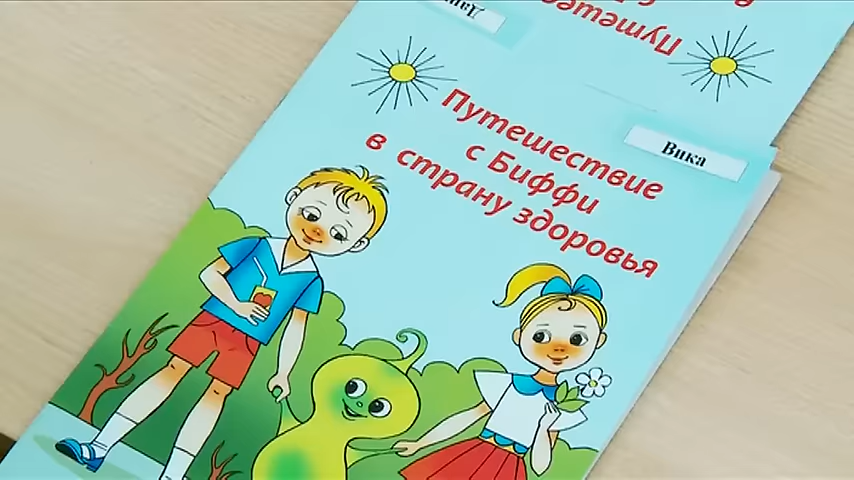 Путешествие
с Биффи
в страну здоровья
Вика